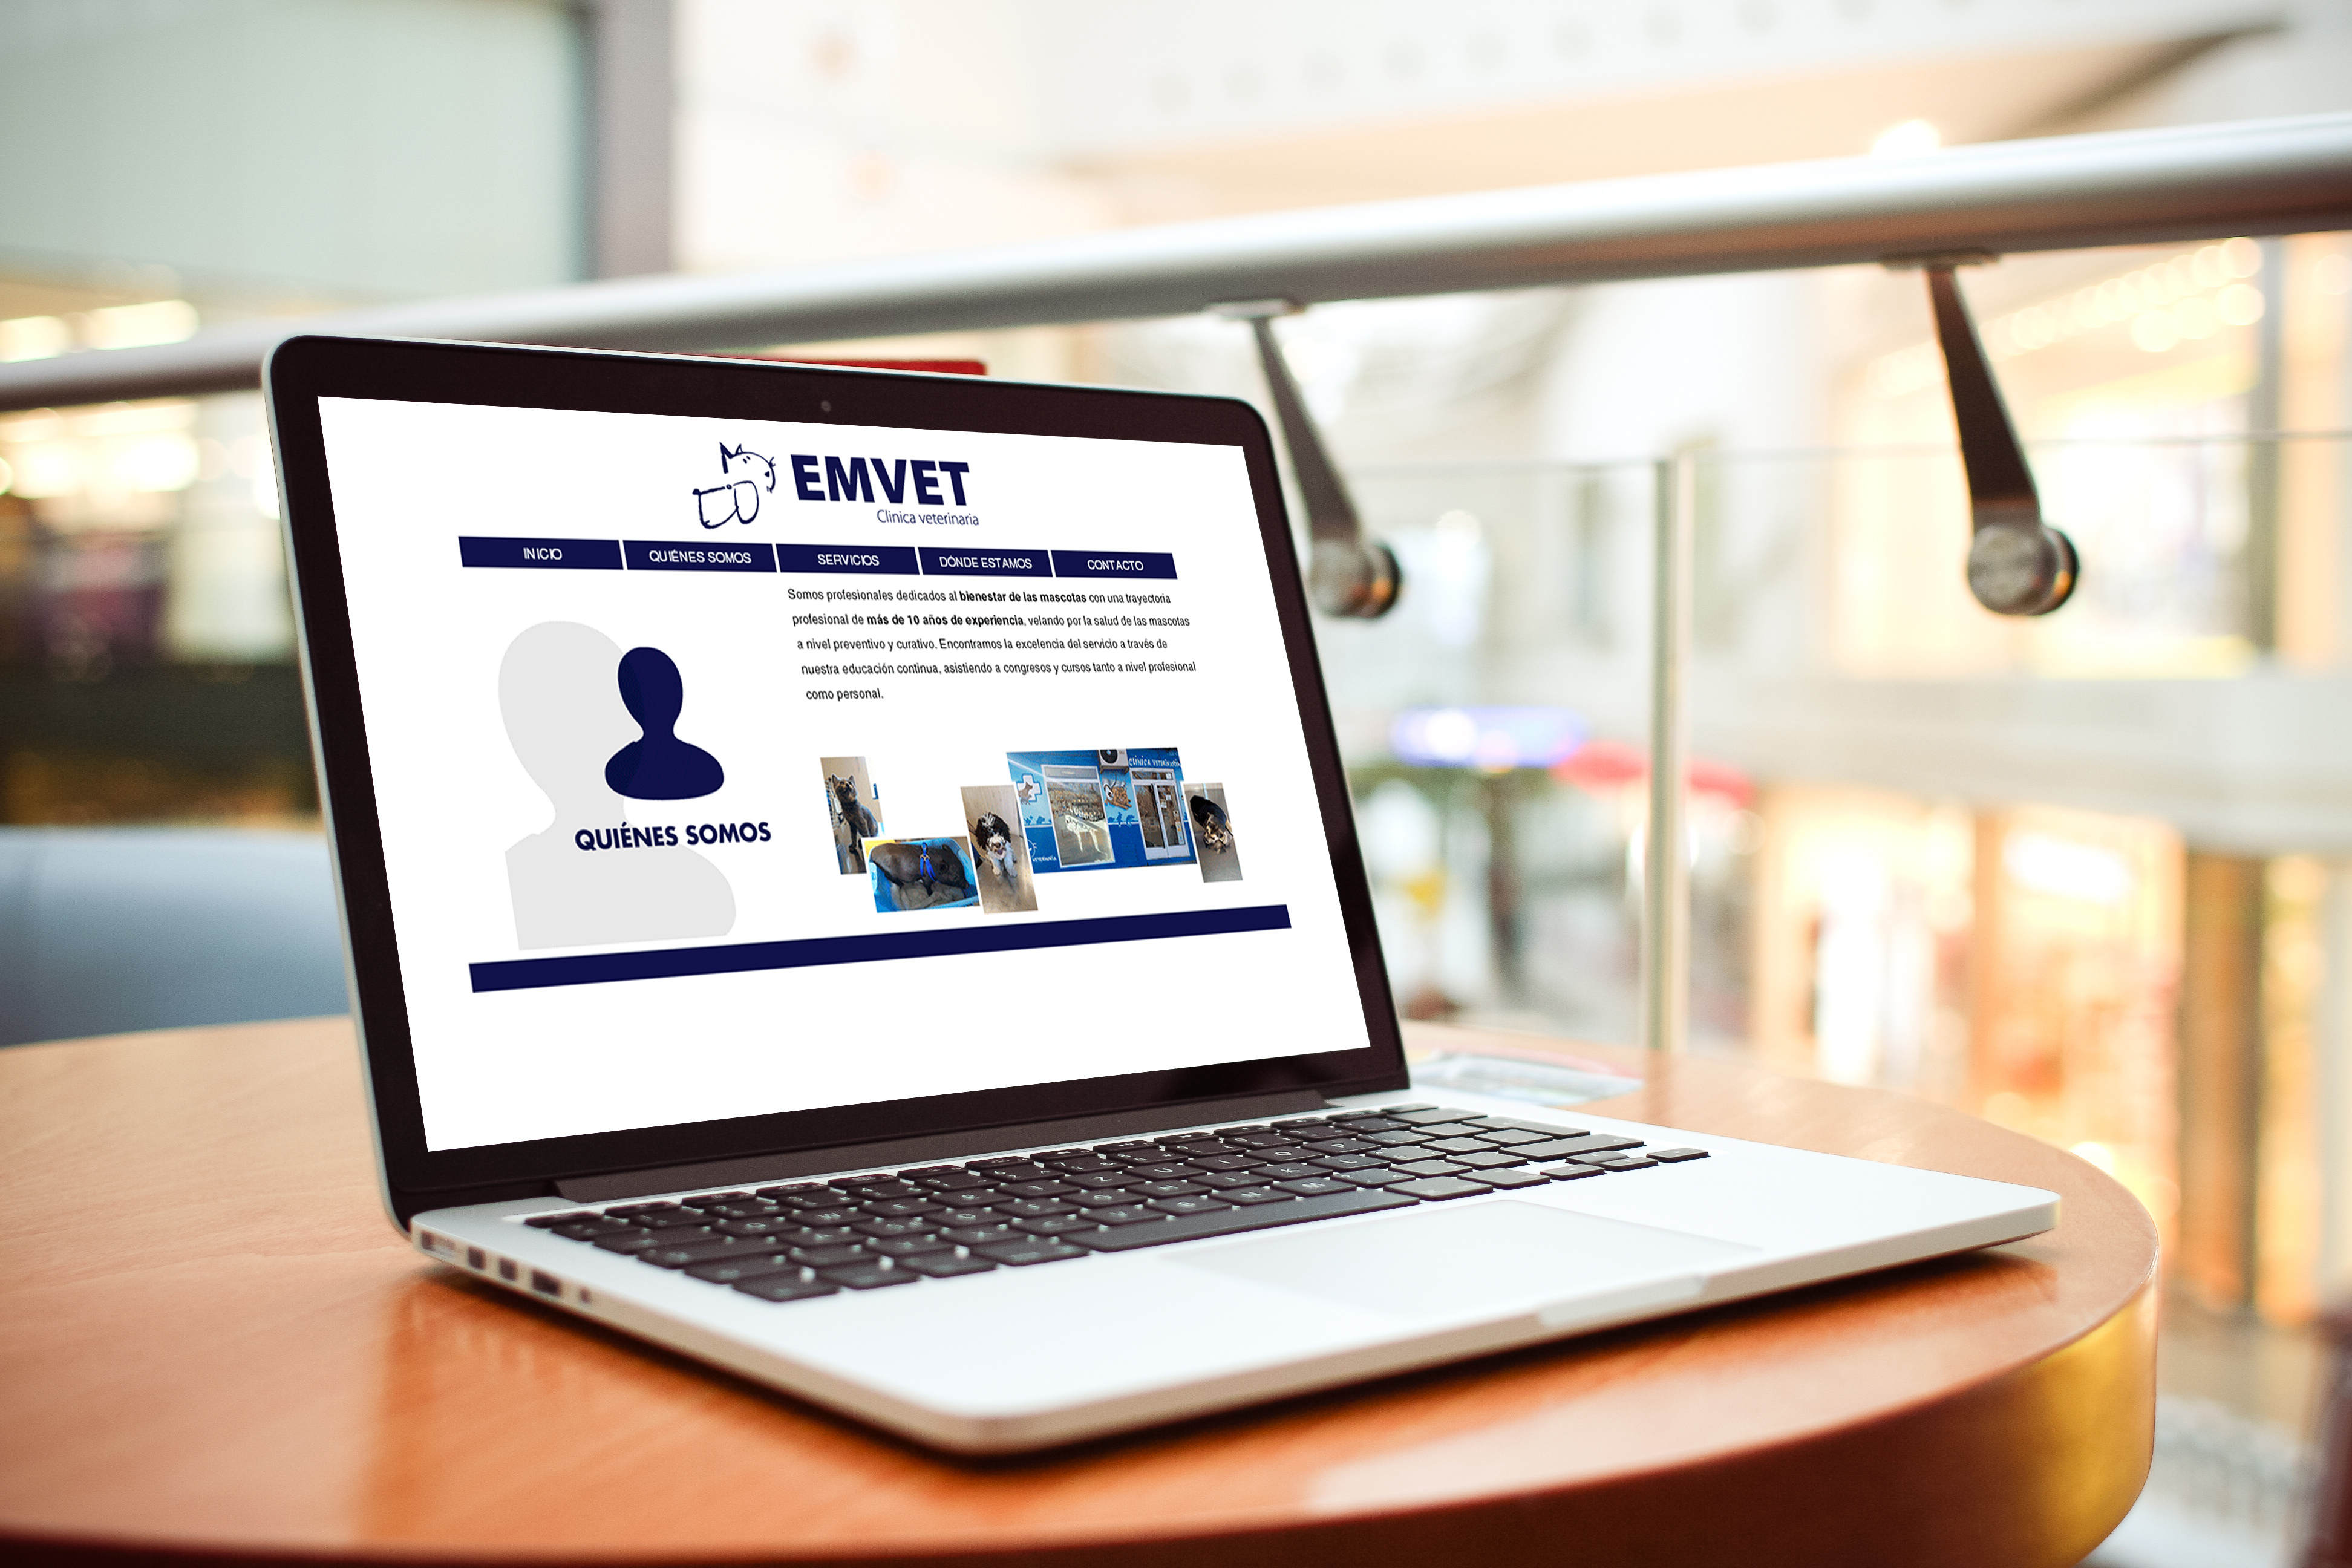 EMVET
Clínica veterinaria
INICIO
QUIÉNES SOMOS
SERVICIOS
DÓNDE ESTAMOS
CONTACTO
Somos profesionales dedicados al bienestar de las mascotas con una trayectoria
profesional de más de 10 años de experiencia, velando por la salud de las mascotas
a nivel preventivo y curativo. Encontramos la excelencia del servicio a través de
nuestra educación continua, asistiendo a congresos y cursos tanto a nivel profesional
como personal.
QUIÉNES SOMOS
CLINICA VETERINARIA